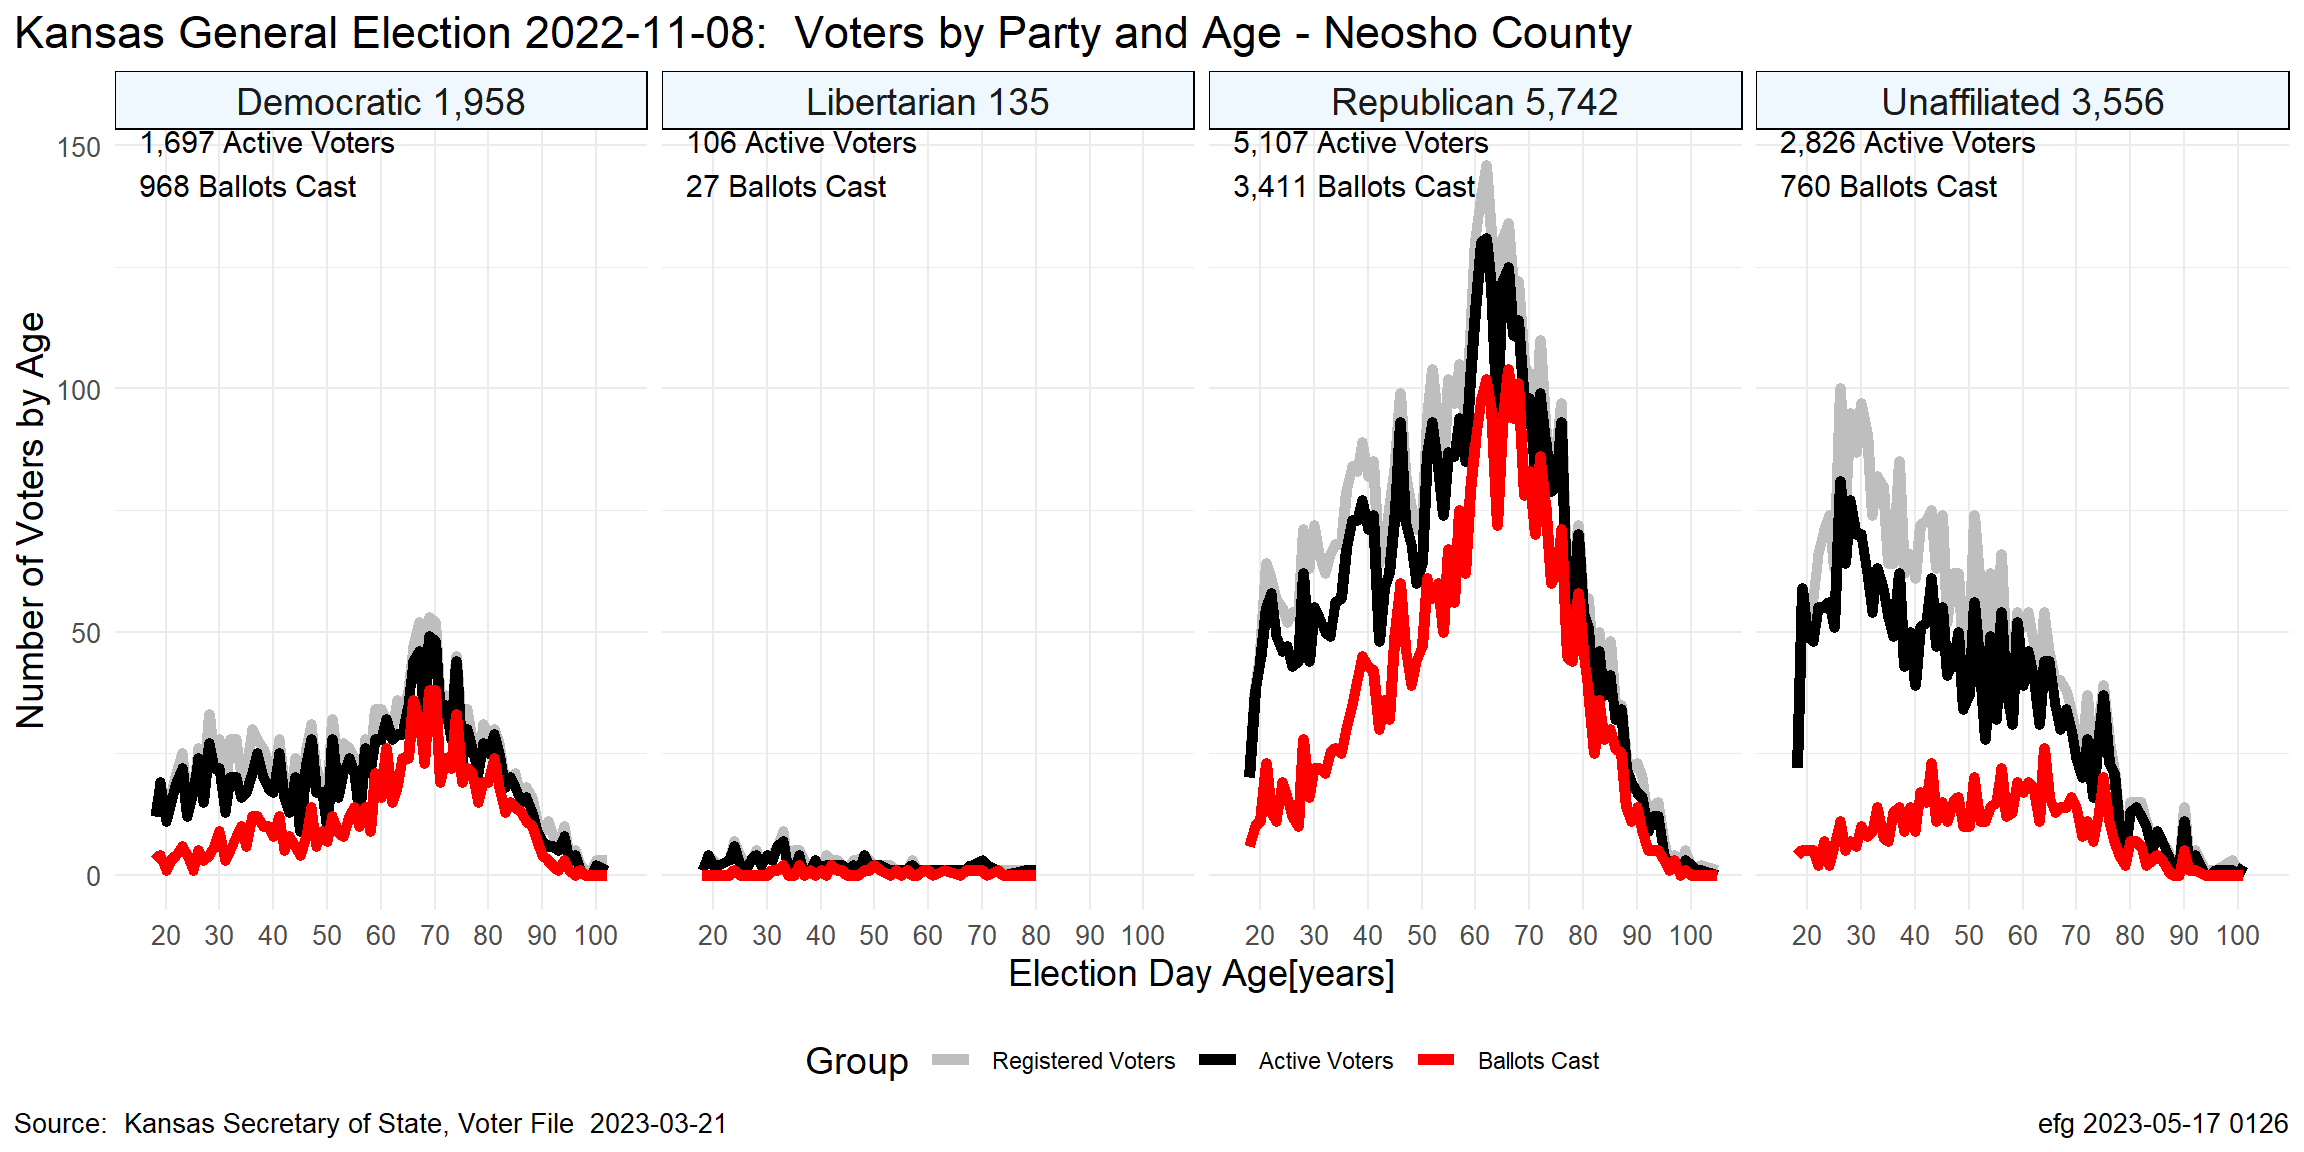 Kansas General Election 2022-11-08:  Voters by Party and Age - Neosho County
Democratic 1,958
Libertarian 135
Republican 5,742
Unaffiliated 3,556
1,697 Active Voters
968 Ballots Cast
106 Active Voters
27 Ballots Cast
5,107 Active Voters
3,411 Ballots Cast
2,826 Active Voters
760 Ballots Cast
Number of Voters by Age
150
100
50
0
20 30 40 50 60 70 80 90 100
20 30 40 50 60 70 80 90 100
20 30 40 50 60 70 80 90 100
20 30 40 50 60 70 80 90 100
Election Day Age[years]
Group Registered Voters Active Voters Ballots Cast
Source:  Kansas Secretary of State, Voter File  2023-03-21
efg 2023-05-17 0126